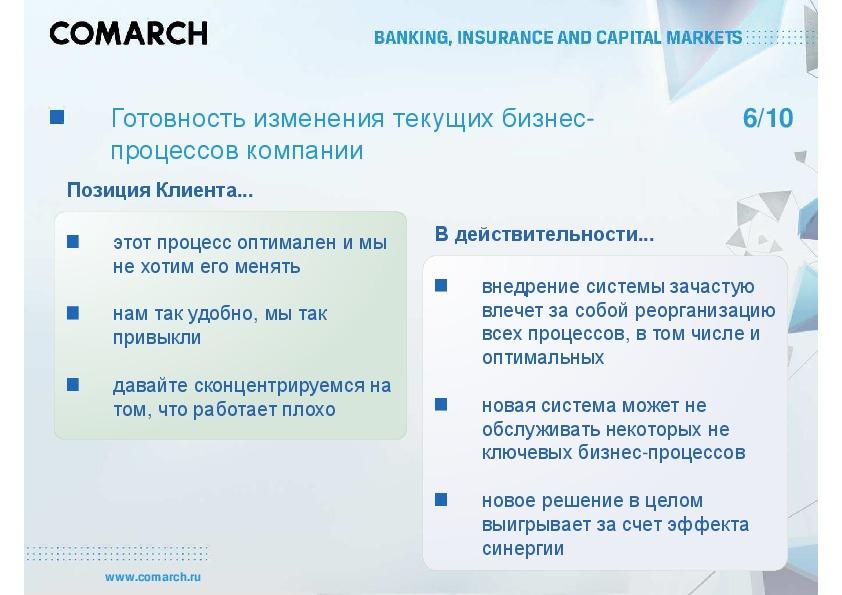 COMARCH
BANKING, INSURANCE AND CAPITAL MARKETS
Готовность изменения текущих бизнес-
процессов компании
6/10
Позиция Клиента...
этот процесс оптимален и мы
не хотим его менять
нам так удобно, мы так
привыкли
давайте сконцентрируемся на
том, что работает плохо
В действительности...
внедрение системы зачастую
влечет за собой реорганизацию
всех процессов, в том числе и
оптимальных
новая система может не
обслуживать некоторых не
ключевых бизнес-процессов
новое решение в целом
выигрывает за счет эффекта
синергии
www.comarch.ru